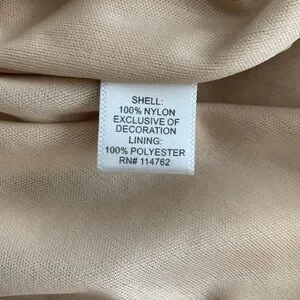 SHELL:
100% NYLON
EXCLUSIVE OF
DECORATION
LINING:
100% POLYESTER
RN# 114762